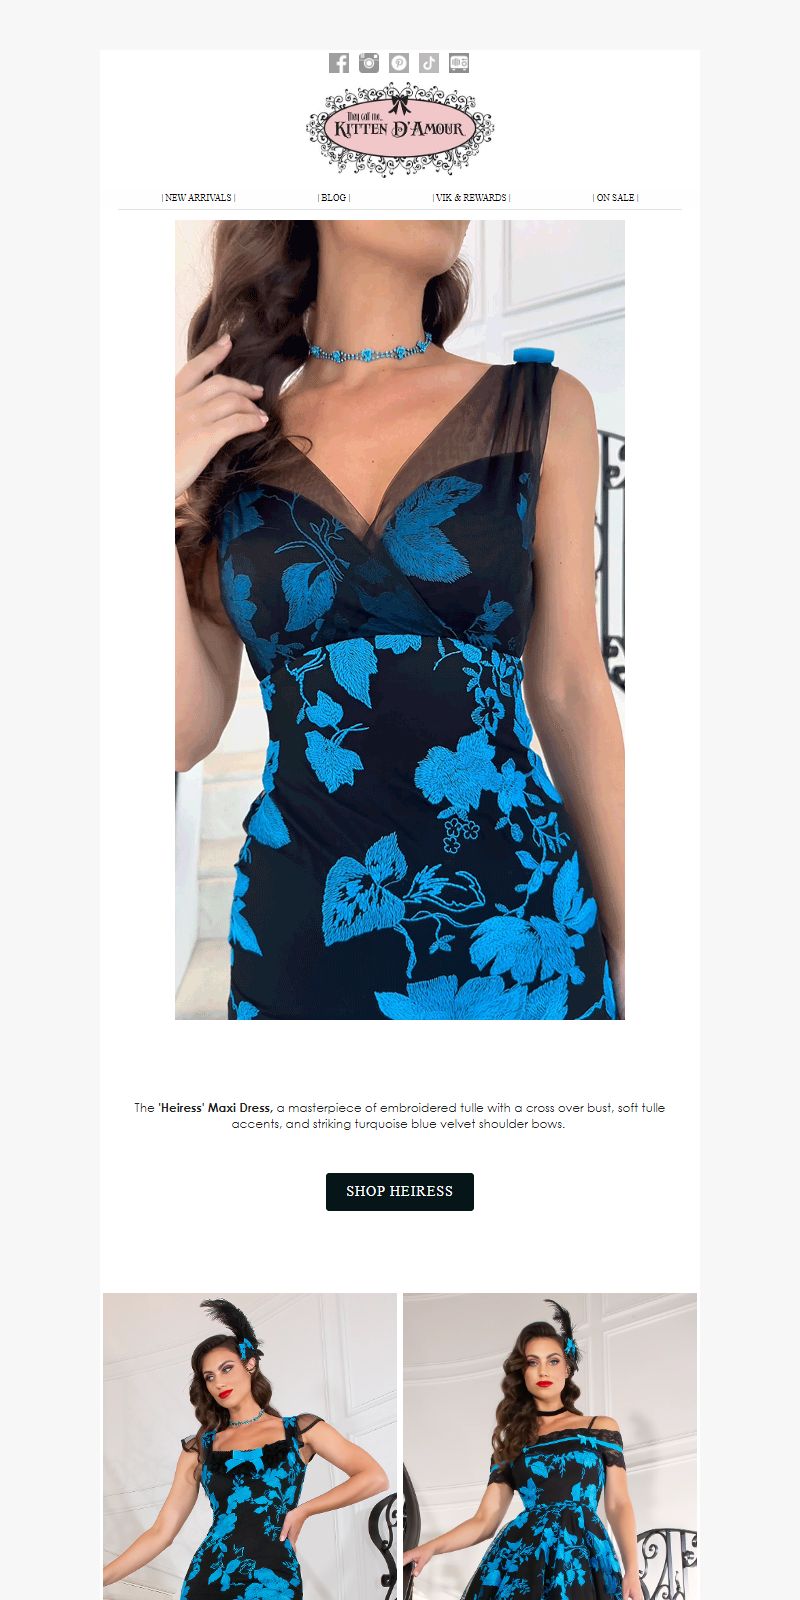 They call me...
KITTEN D'AMOUR
| NEW ARRIVALS |
| BLOG |
| VIK & REWARDS |
| ON SALE |
The 'Heiress' Maxi Dress, a masterpiece of embroidered tulle with a cross over bust, soft tulle
accents, and striking turquoise blue velvet shoulder bows.
SHOP HEIRESS